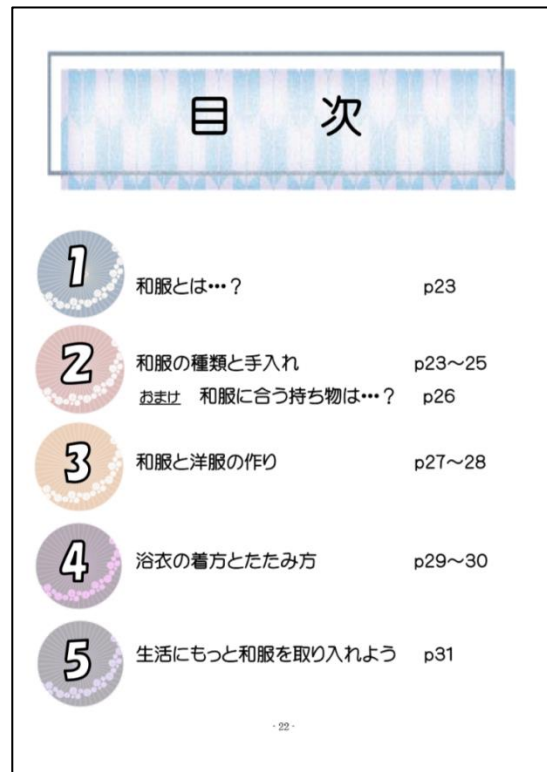 目 次
1 和服とは…？ p23
2 和服の種類と手入れ p23～25
おまけ 和服に合う持ち物は…？ p26
3 和服と洋服の作り p27～28
4 浴衣の着方とたたみ方 p29～30
5 生活にもっと和服を取り入れよう p31
- 22 -